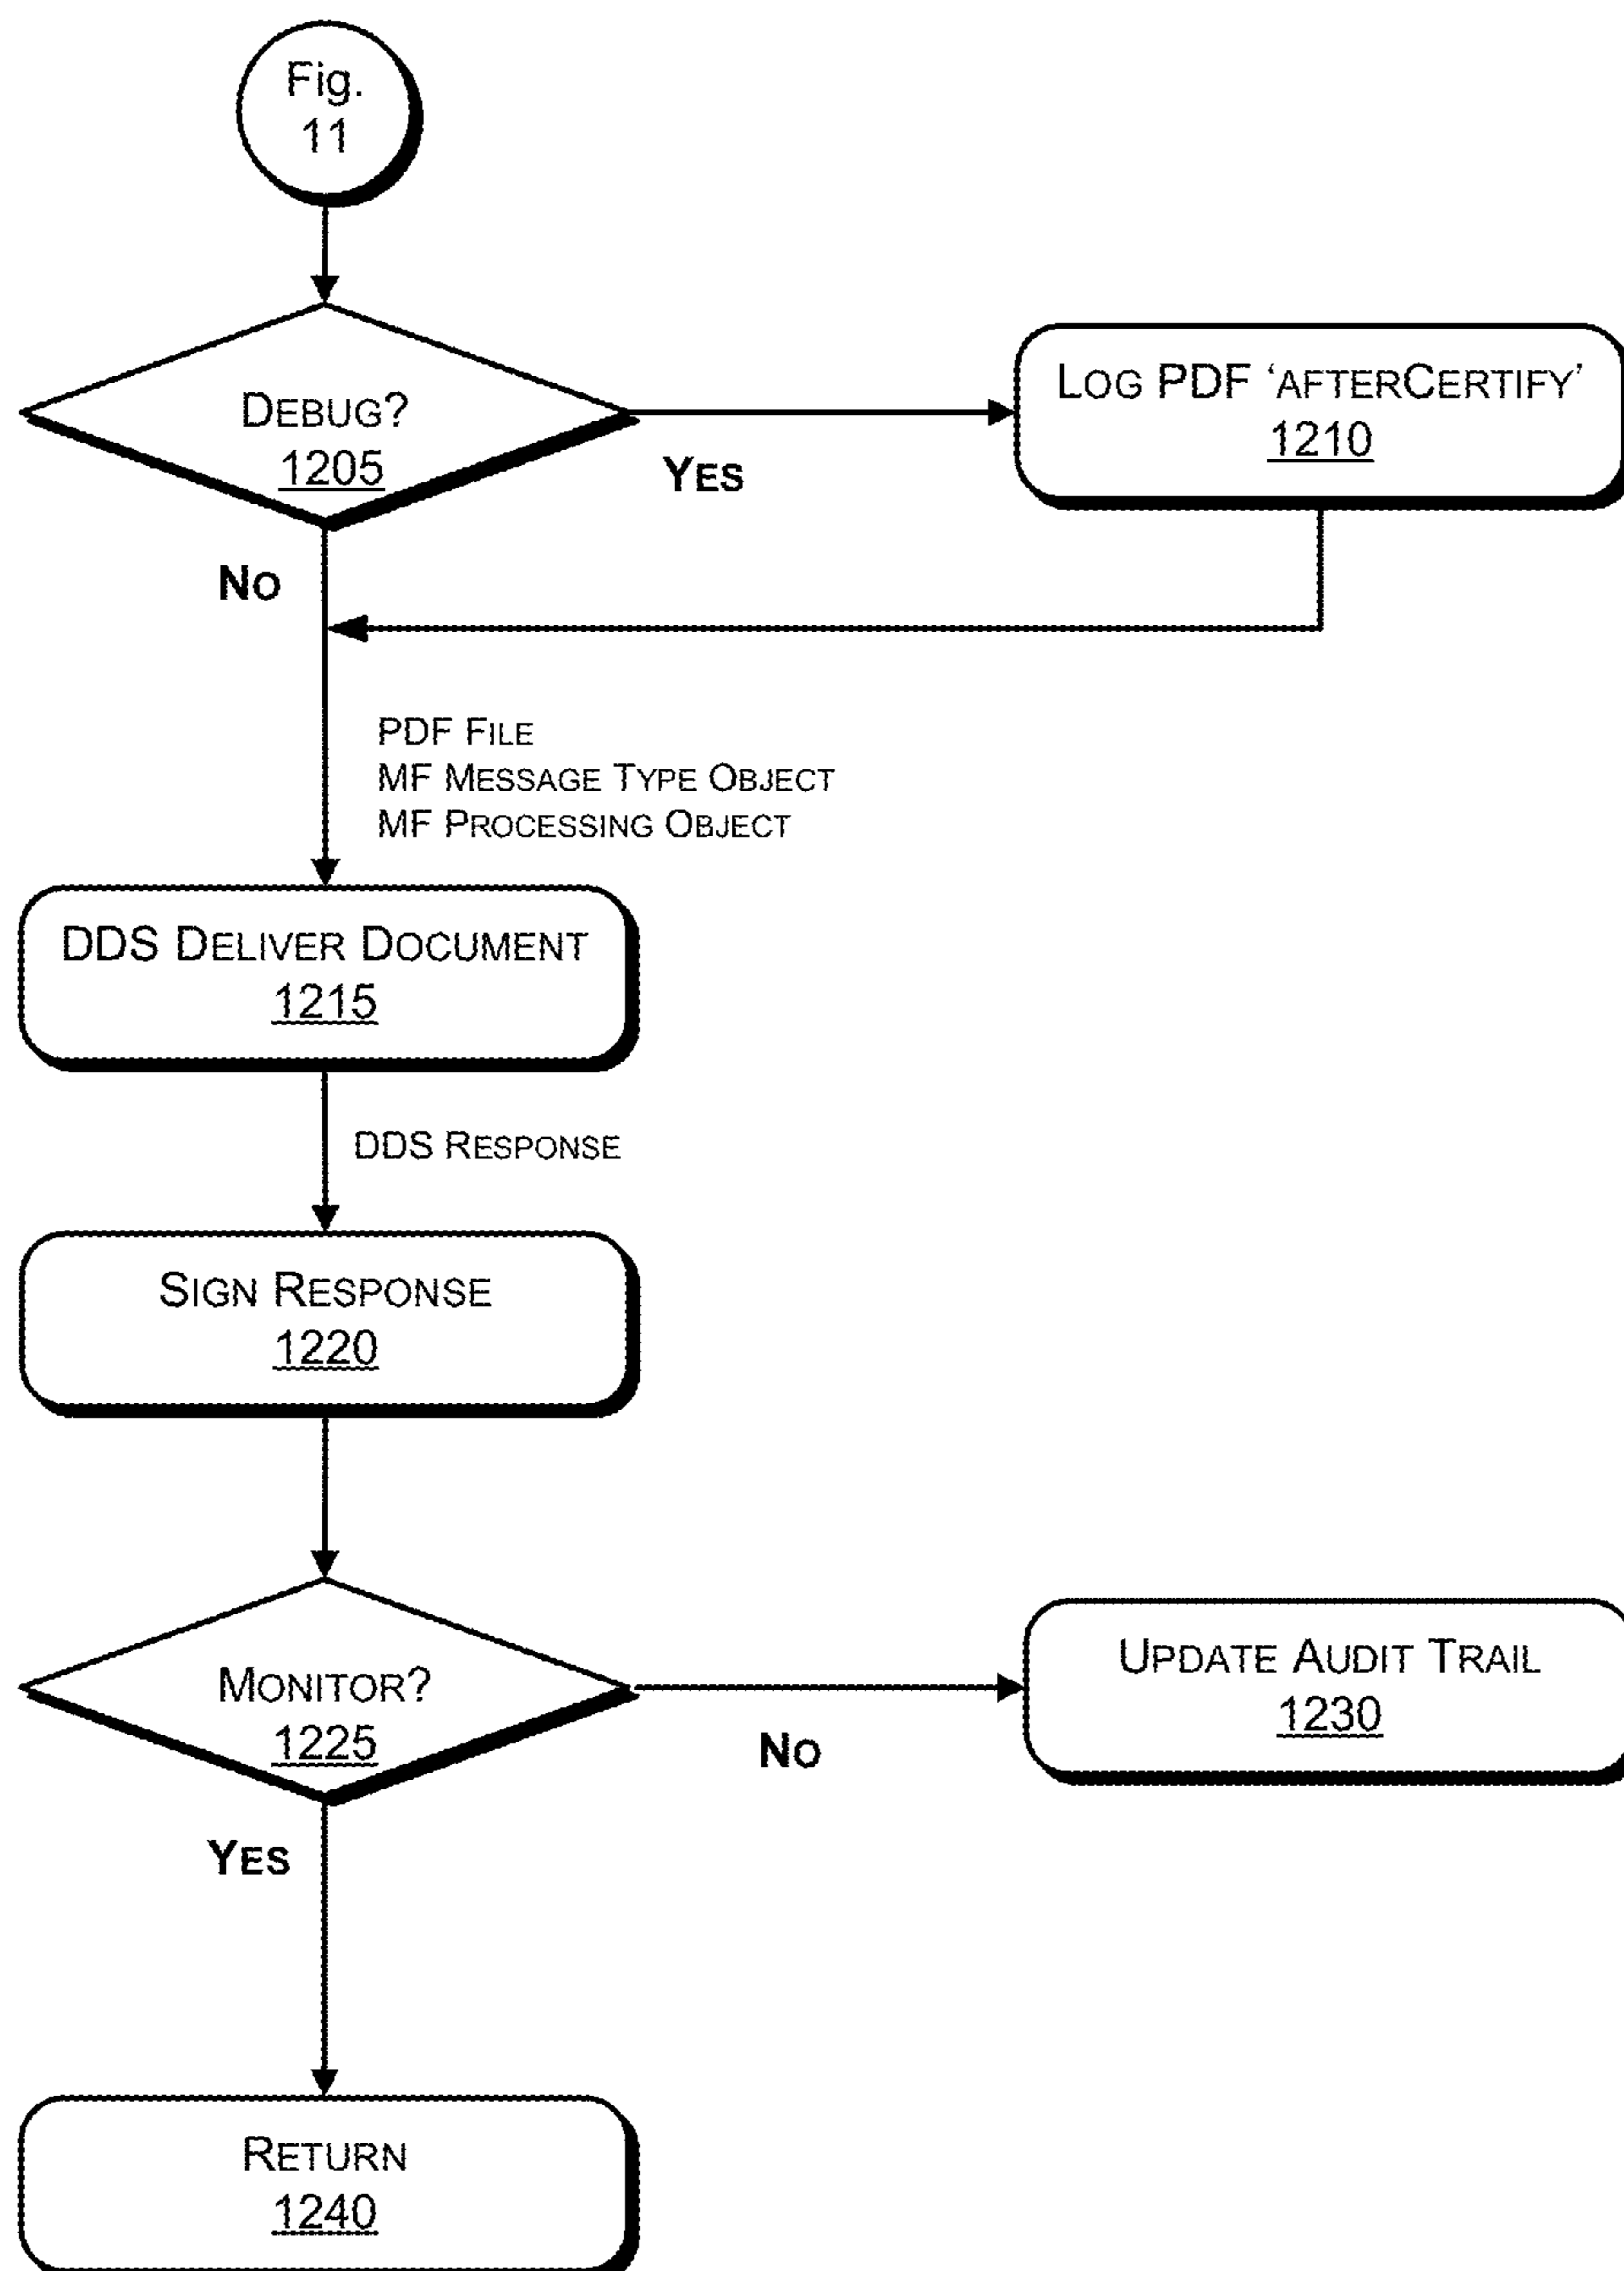 Fig.
11
DEBUG?
1205
YES
LOG PDF ‘AFTERCERTIFY’
1210
NO
PDF FILE
MF MESSAGE TYPE OBJECT
MF PROCESSING OBJECT
DDS DELIVER DOCUMENT
1215
DDS RESPONSE
SIGN RESPONSE
1220
MONITOR?
1225
NO
UPDATE AUDIT TRAIL
1230
YES
RETURN
1240